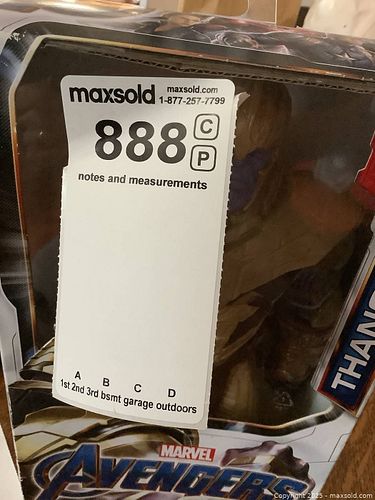 maxsold maxsold.com
1-877-257-7799
888 C
P
notes and measurements
A B C D
1st 2nd 3rd bsmt garage outdoors
THANOS
MARVEL
AVENGERS
Copyright 2025 - maxsold.com